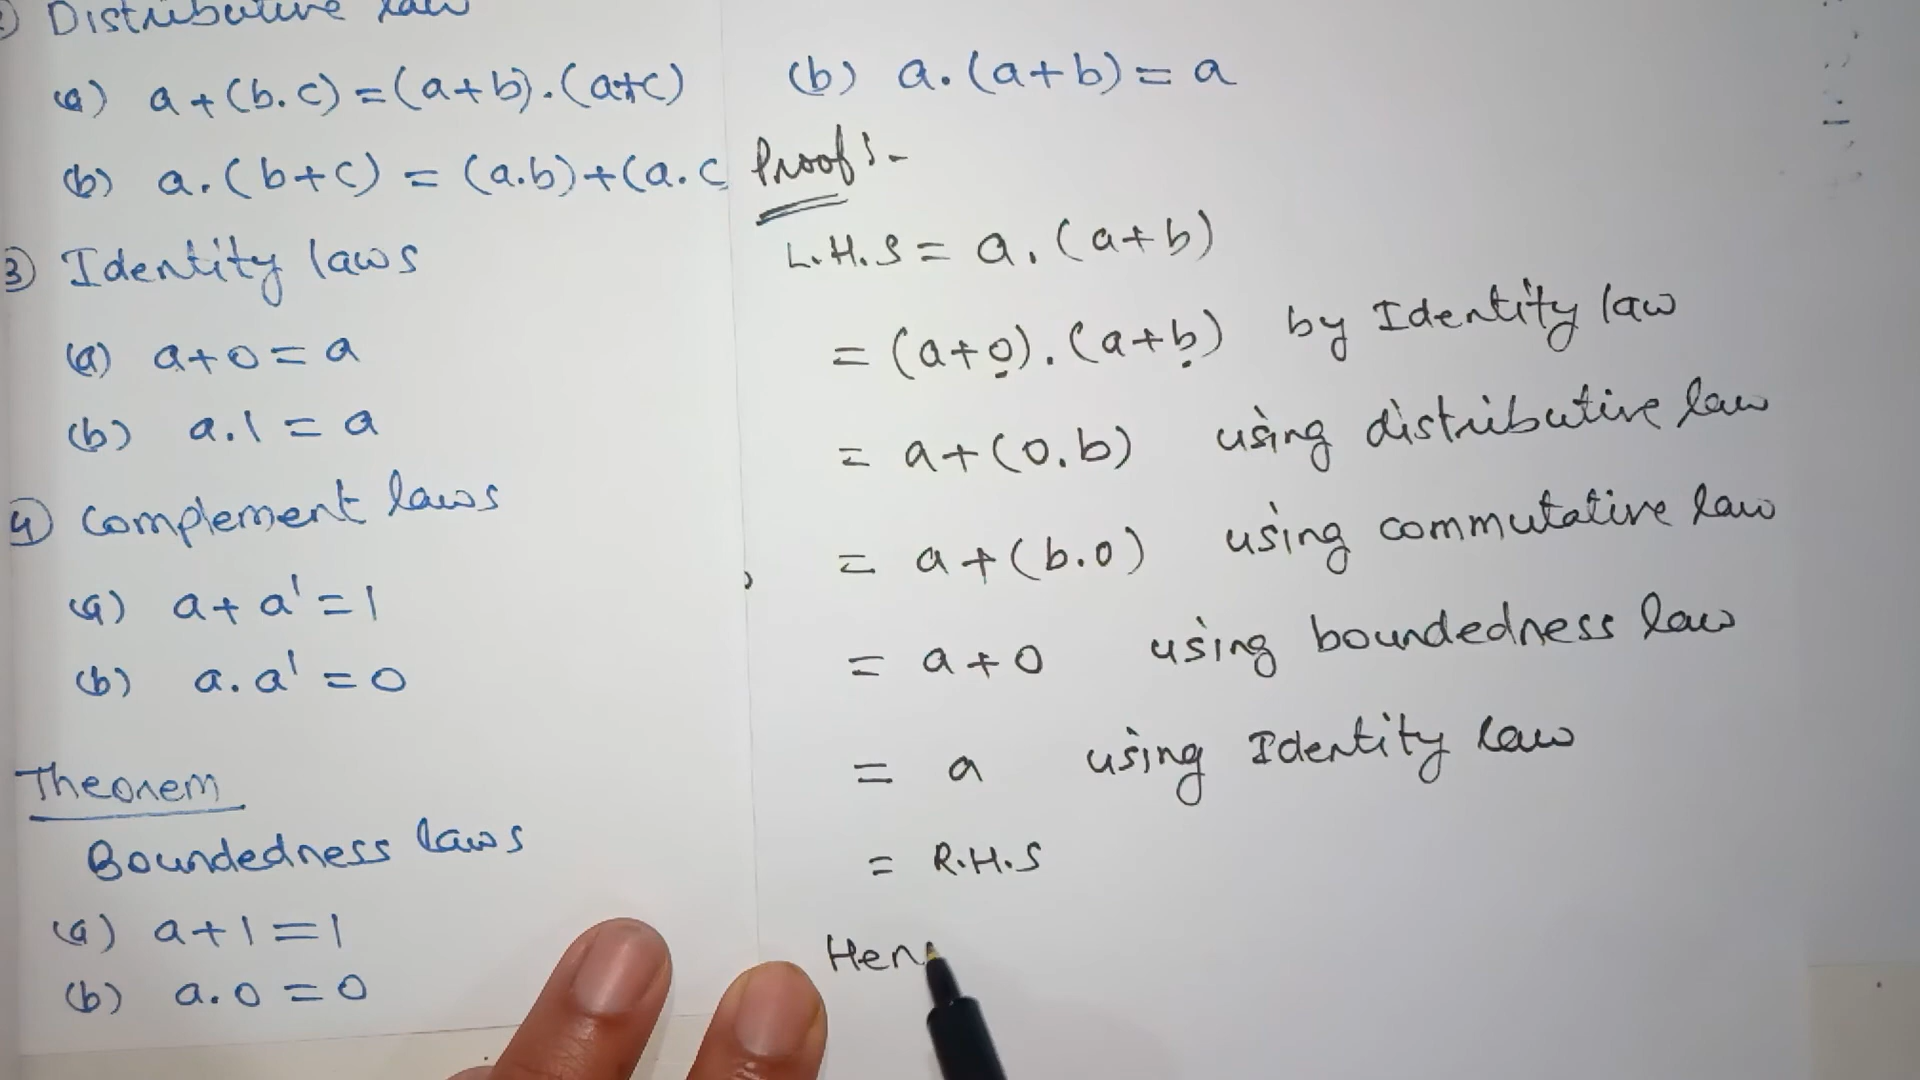 2) Distributive law
(a) a+(b.c)=(a+b).(a+c)
(b) a.(b+c) = (a.b)+(a.c
3) Identity laws
(a) a+0=a
(b) a.1=a
4) Complement laws
(a) a+a'=1
(b) a.a'=0
Theorem
Boundedness laws
(a) a+1=1
(b) a.0=0
(b) a.(a+b)=a
Proof:-
L.H.S = a.(a+b)
= (a+0).(a+b) by Identity law
= a+(0.b) using distributive law
= a+(b.0) using commutative law
= a+0 using boundedness law
= a using Identity law
= R.H.S
Hen